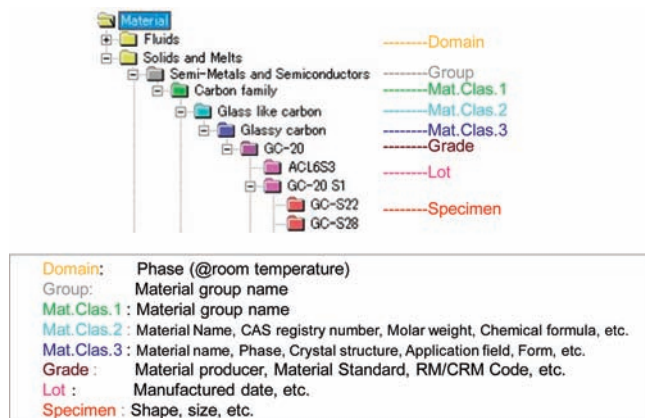 Material
Fluids --------Domain
Solids and Melts
Semi-Metals and Semiconductors --------Group
Carbon family --------Mat.Clas.1
Glass like carbon --------Mat.Clas.2
Glassy carbon --------Mat.Clas.3
GC-20 --------Grade
ACL6S3 --------Lot
GC-20 S1
GC-S22 --------Specimen
GC-S28
Domain: Phase (@room temperature)
Group: Material group name
Mat.Clas.1 : Material group name
Mat.Clas.2 : Material Name, CAS registry number, Molar weight, Chemical formula, etc.
Mat.Clas.3 : Material name, Phase, Crystal structure, Application field, Form, etc.
Grade : Material producer, Material Standard, RM/CRM Code, etc.
Lot : Manufactured date, etc.
Specimen : Shape, size, etc.